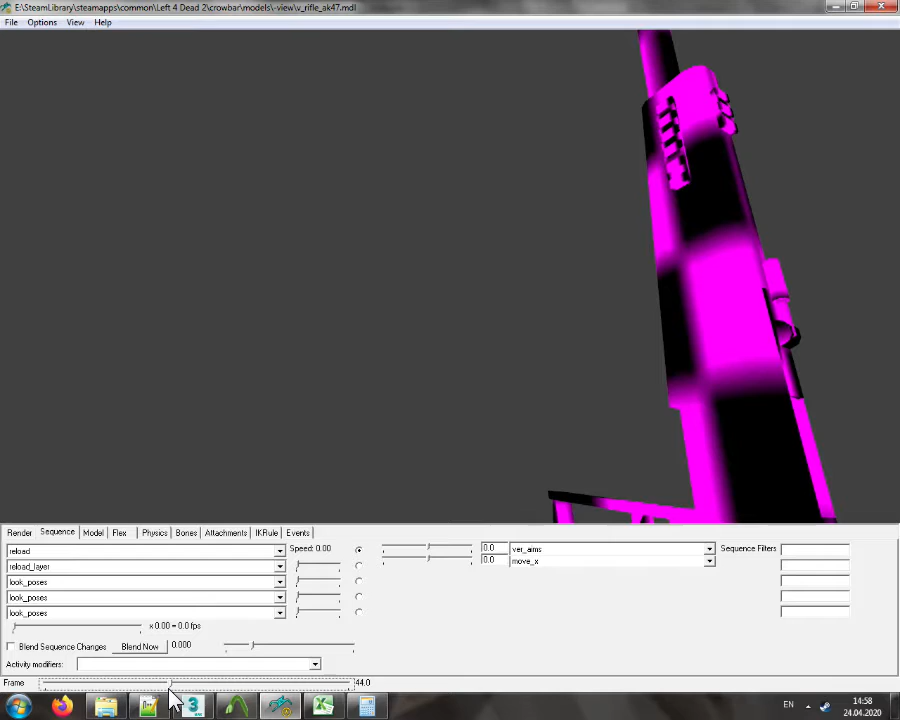 E:\SteamLibrary\steamapps\common\Left 4 Dead 2\crowbar\models\-view\v_rifle_ak47.mdl
File Options View Help
Render Sequence Model Flex Physics Bones Attachments IKRule Events
reload Speed: 0.00 0.0 ver_aims Sequence Filters
reload_layer 0.0 move_x
look_poses
look_poses
look_poses
x 0.00 = 0.0 fps
Blend Sequence Changes Blend Now 0.000
Activity modifiers:
Frame 44.0
EN 14:58
24.04.2020